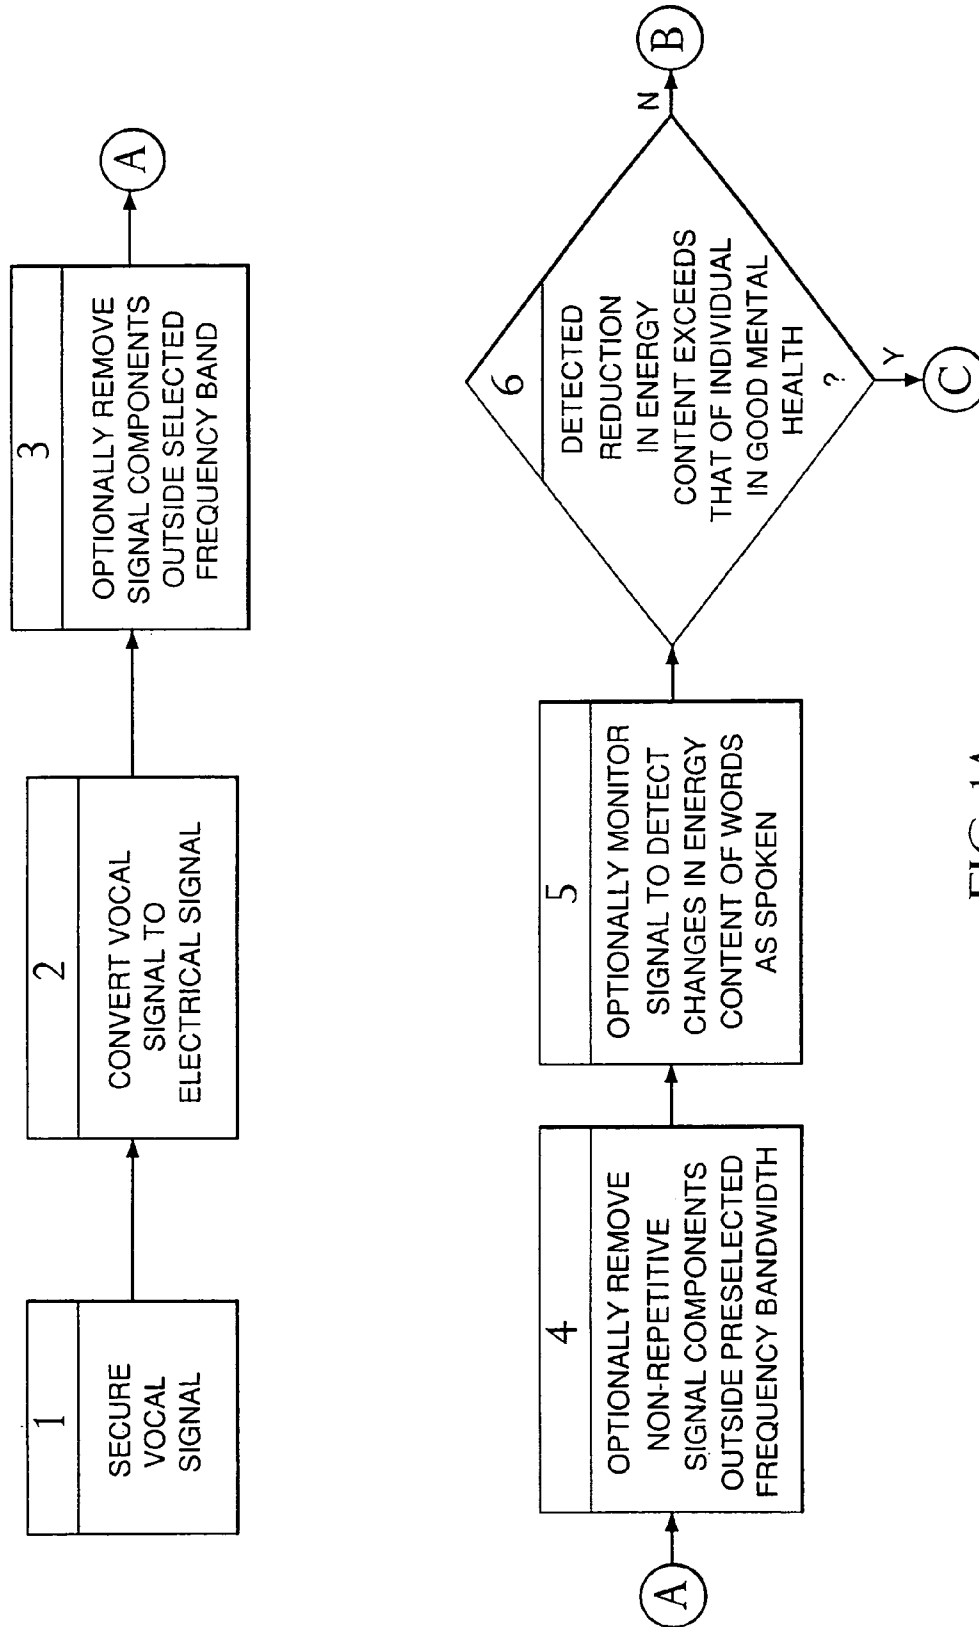 1
SECURE
VOCAL
SIGNAL
2
CONVERT VOCAL
SIGNAL TO
ELECTRICAL SIGNAL
3
OPTIONALLY REMOVE
SIGNAL COMPONENTS
OUTSIDE SELECTED
FREQUENCY BAND
A
A
4
OPTIONALLY REMOVE
NON-REPETITIVE
SIGNAL COMPONENTS
OUTSIDE PRESELECTED
FREQUENCY BANDWIDTH
5
OPTIONALLY MONITOR
SIGNAL TO DETECT
CHANGES IN ENERGY
CONTENT OF WORDS
AS SPOKEN
6
DETECTED
REDUCTION
IN ENERGY
CONTENT EXCEEDS
THAT OF INDIVIDUAL
IN GOOD MENTAL
HEALTH
?
N
B
Y
C
FIG. 1A